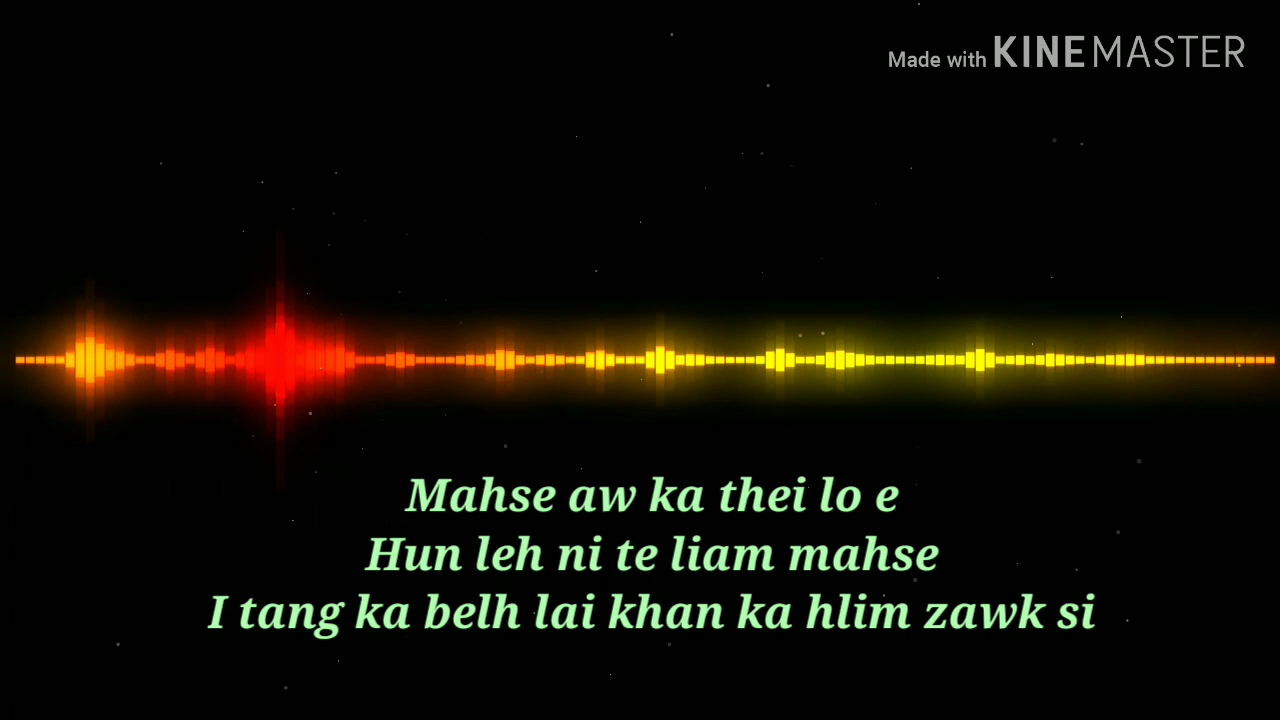 Made with KINEMASTER
Mahse aw ka thei lo e
Hun leh ni te liam mahse
I tang ka belh lai khan ka hlim zawk si